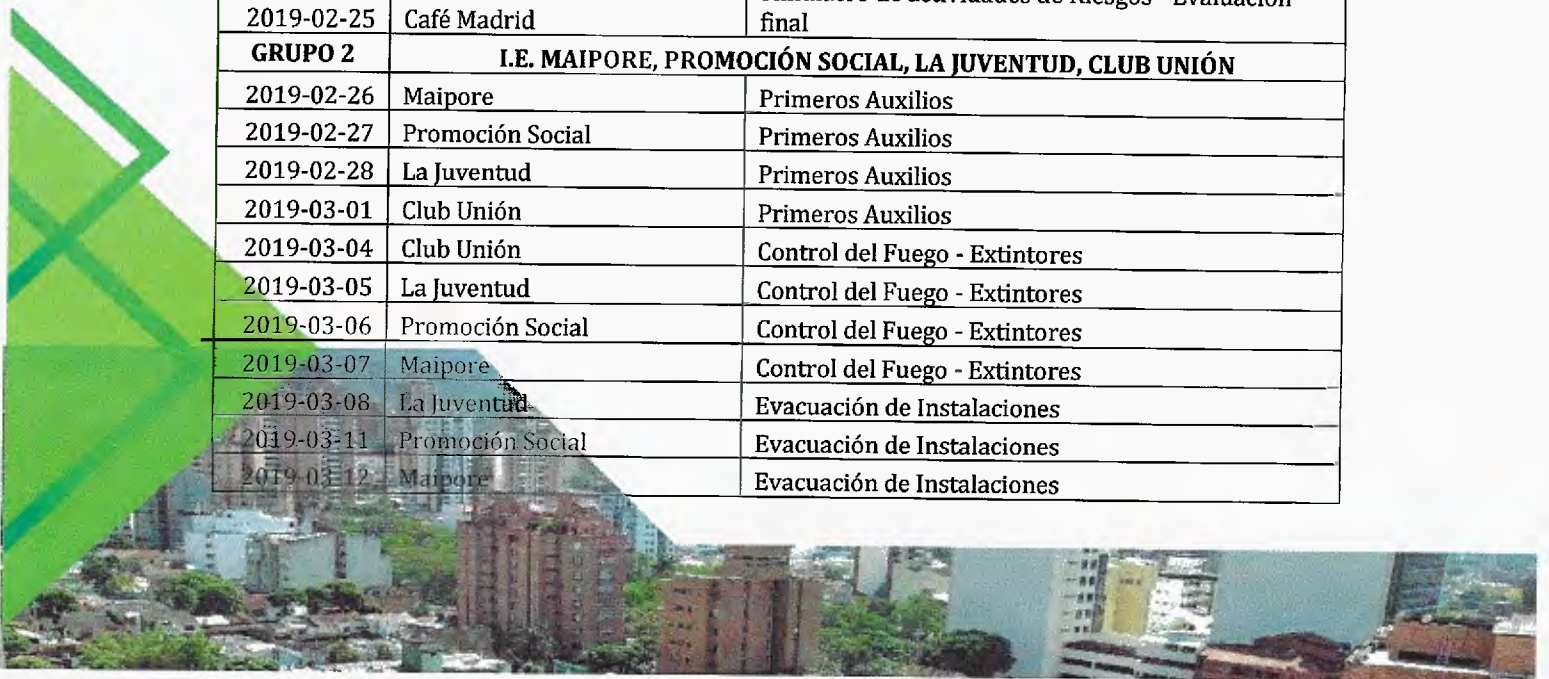 2019-02-25 Café Madrid
final
GRUPO 2 I.E. MAIPORE, PROMOCIÓN SOCIAL, LA JUVENTUD, CLUB UNIÓN
2019-02-26 Maipore Primeros Auxilios
2019-02-27 Promoción Social Primeros Auxilios
2019-02-28 La Juventud Primeros Auxilios
2019-03-01 Club Unión Primeros Auxilios
2019-03-04 Club Unión Control del Fuego - Extintores
2019-03-05 La Juventud Control del Fuego - Extintores
2019-03-06 Promoción Social Control del Fuego - Extintores
2019-03-07 Maipore Control del Fuego - Extintores
2019-03-08 La Juventud Evacuación de Instalaciones
2019-03-11 Promoción Social Evacuación de Instalaciones
2019-03-12 Maipore Evacuación de Instalaciones